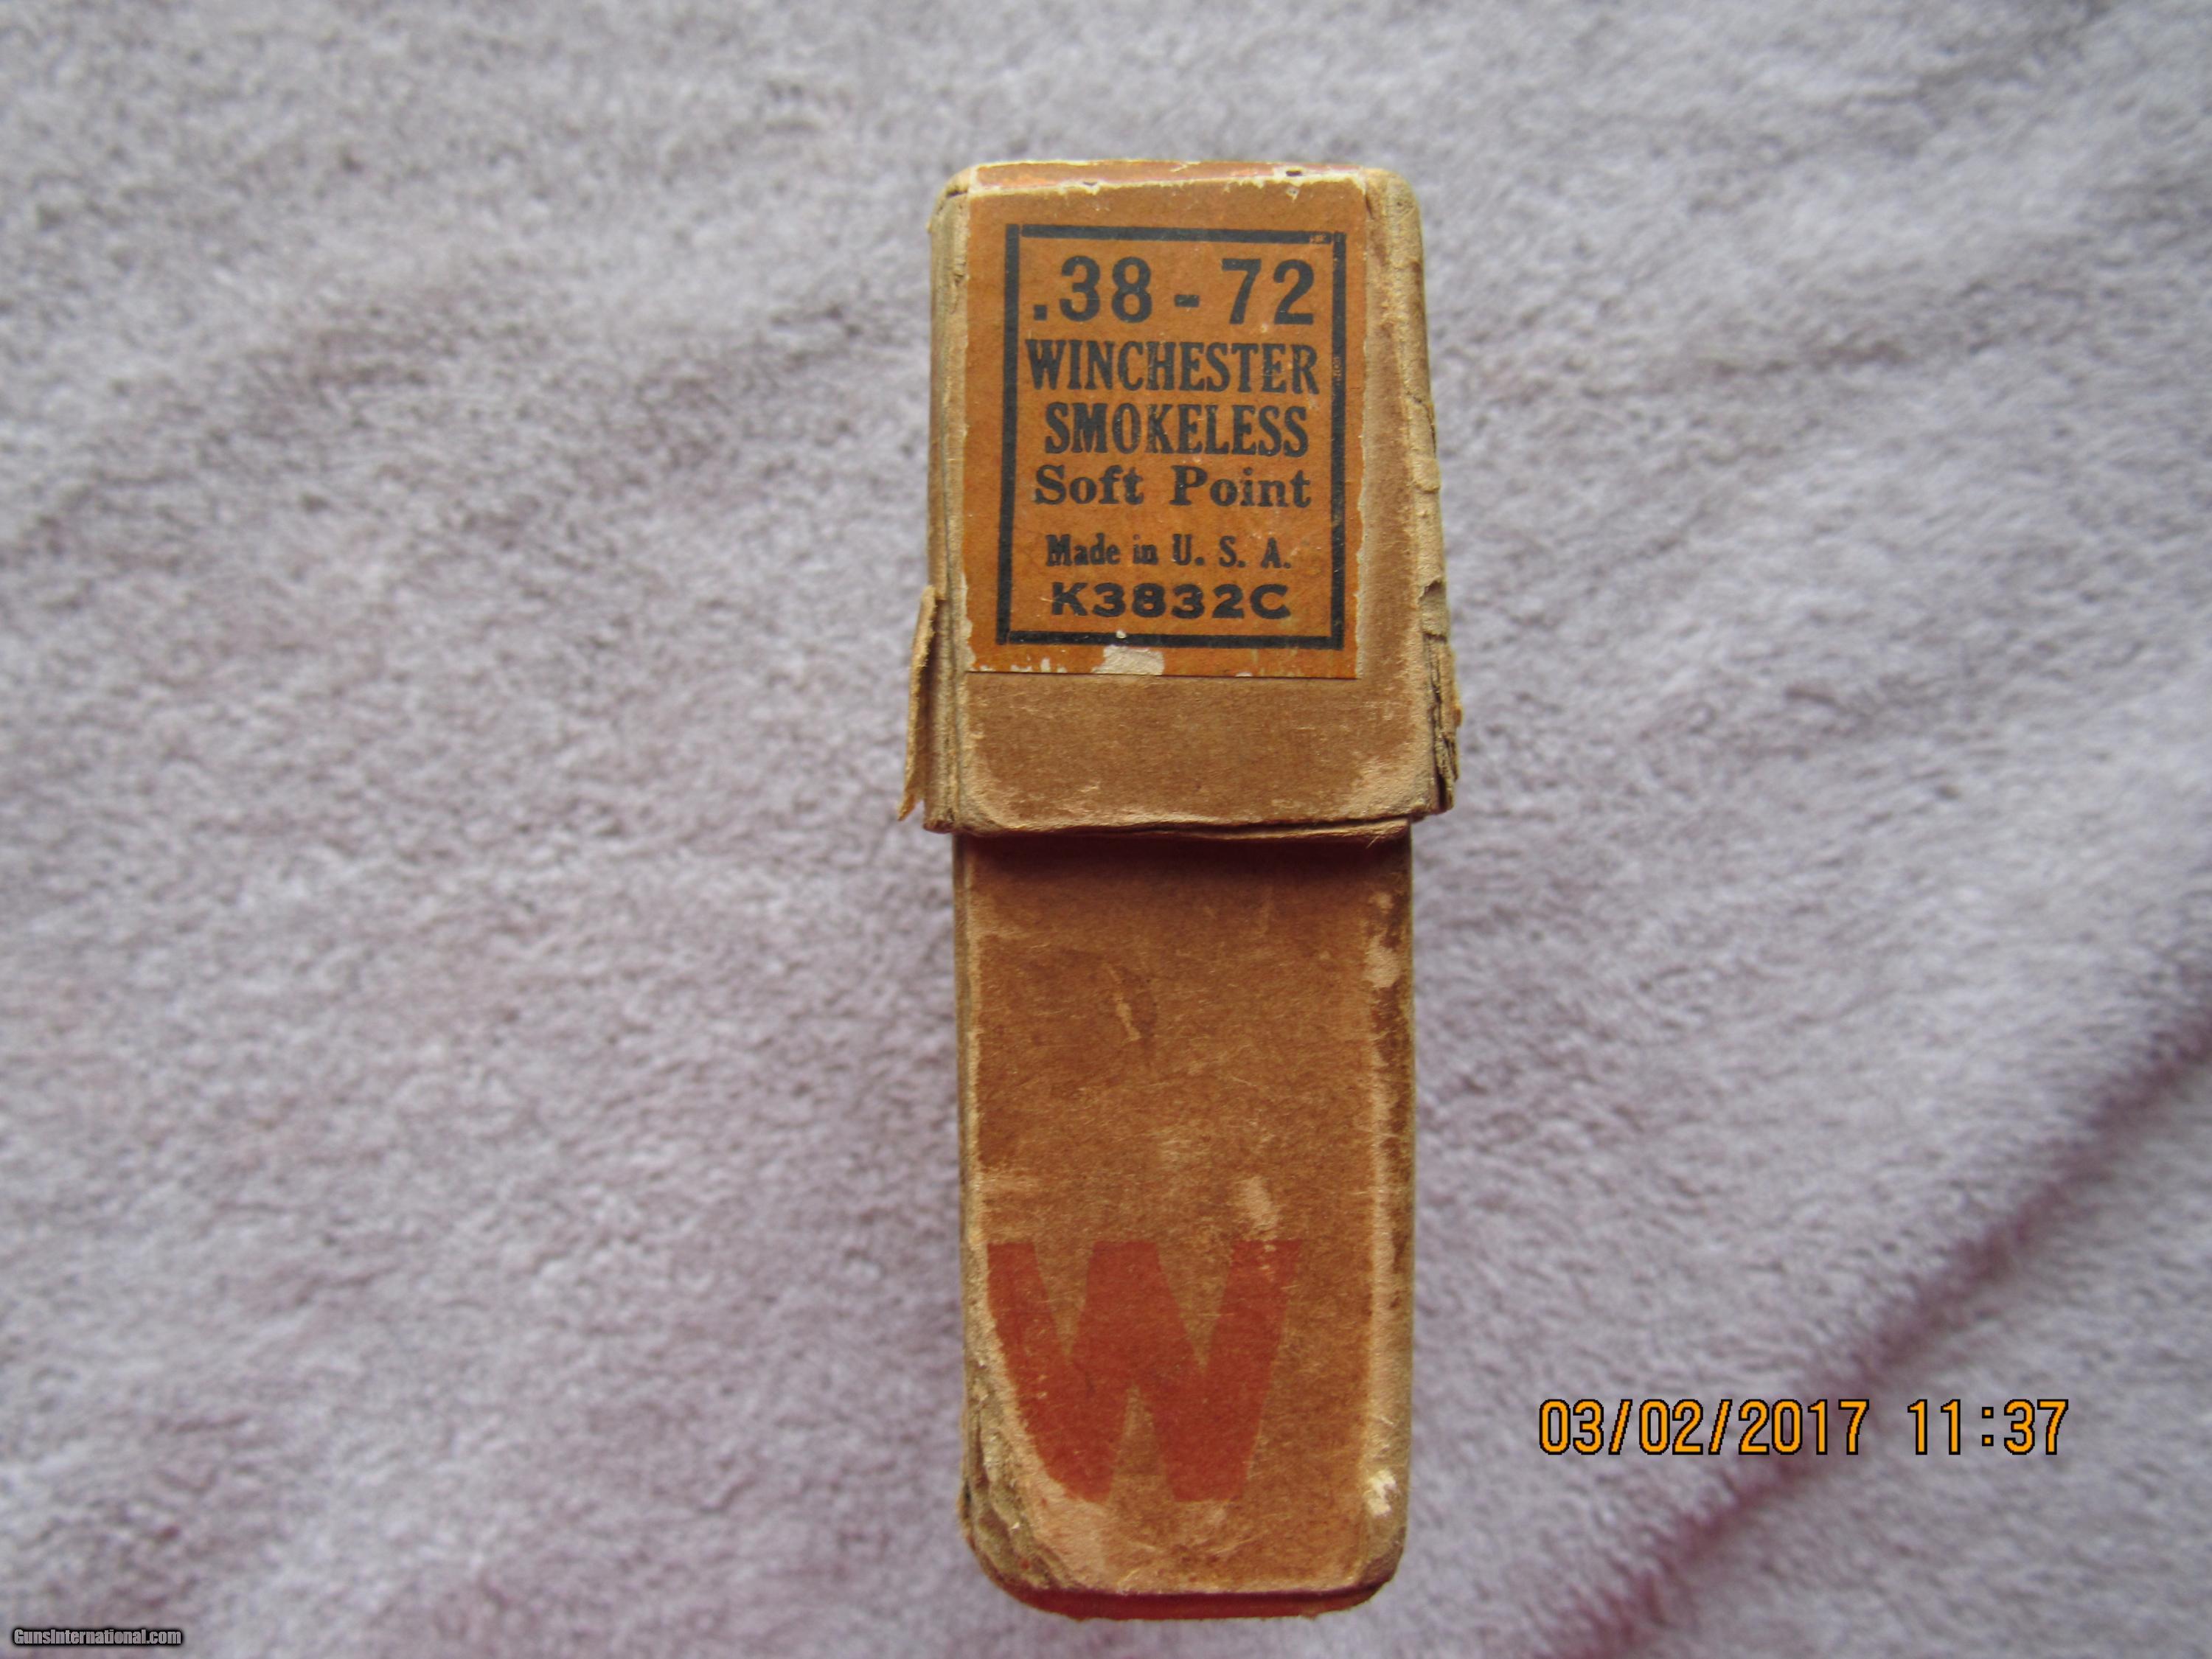 .38-72
WINCHESTER
SMOKELESS
Soft Point
Made in U. S. A.
K3832C
W
03/02/2017 11:37
GunsInternational.com